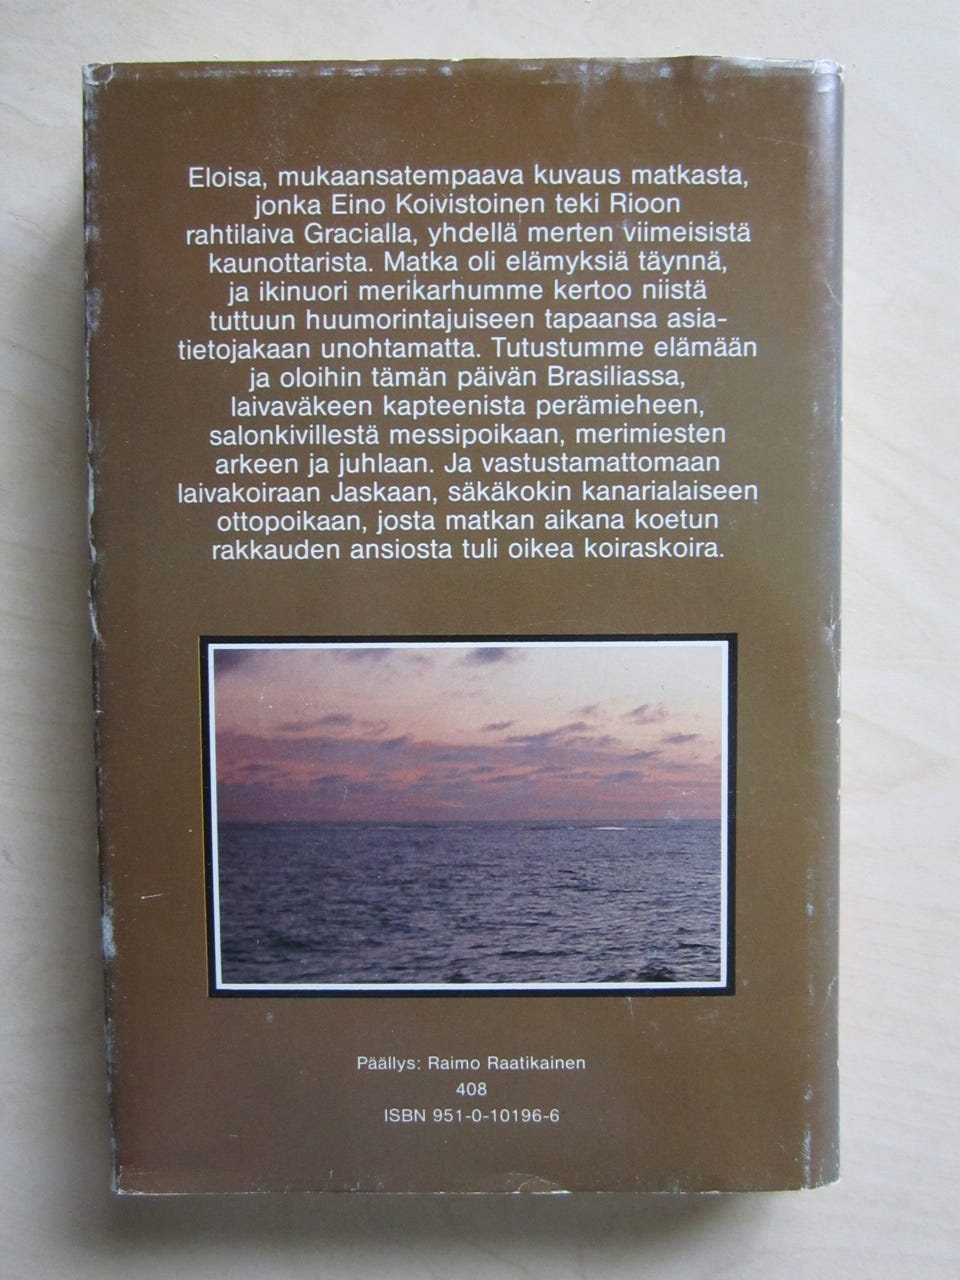 Eloisa, mukaansatempaava kuvaus matkasta,
jonka Eino Koivistoinen teki Rioon
rahtilaiva Gracialla, yhdellä merten viimeisistä
kaunottarista. Matka oli elämyksiä täynnä,
ja ikinuori merikarhumme kertoo niistä
tuttuun huumorintajuiseen tapaansa asia-
tietojakaan unohtamatta. Tutustumme elämään
ja oloihin tämän päivän Brasiliassa,
laivaväkeen kapteenista perämieheen,
salonkivillestä messipoikaan, merimiesten
arkeen ja juhlaan. Ja vastustamattomaan
laivakoiraan Jaskaan, säkäkokin kanarialaiseen
ottopoikaan, josta matkan aikana koetun
rakkauden ansiosta tuli oikea koiraskoira.
Päällys: Raimo Raatikainen
408
ISBN 951-0-10196-6